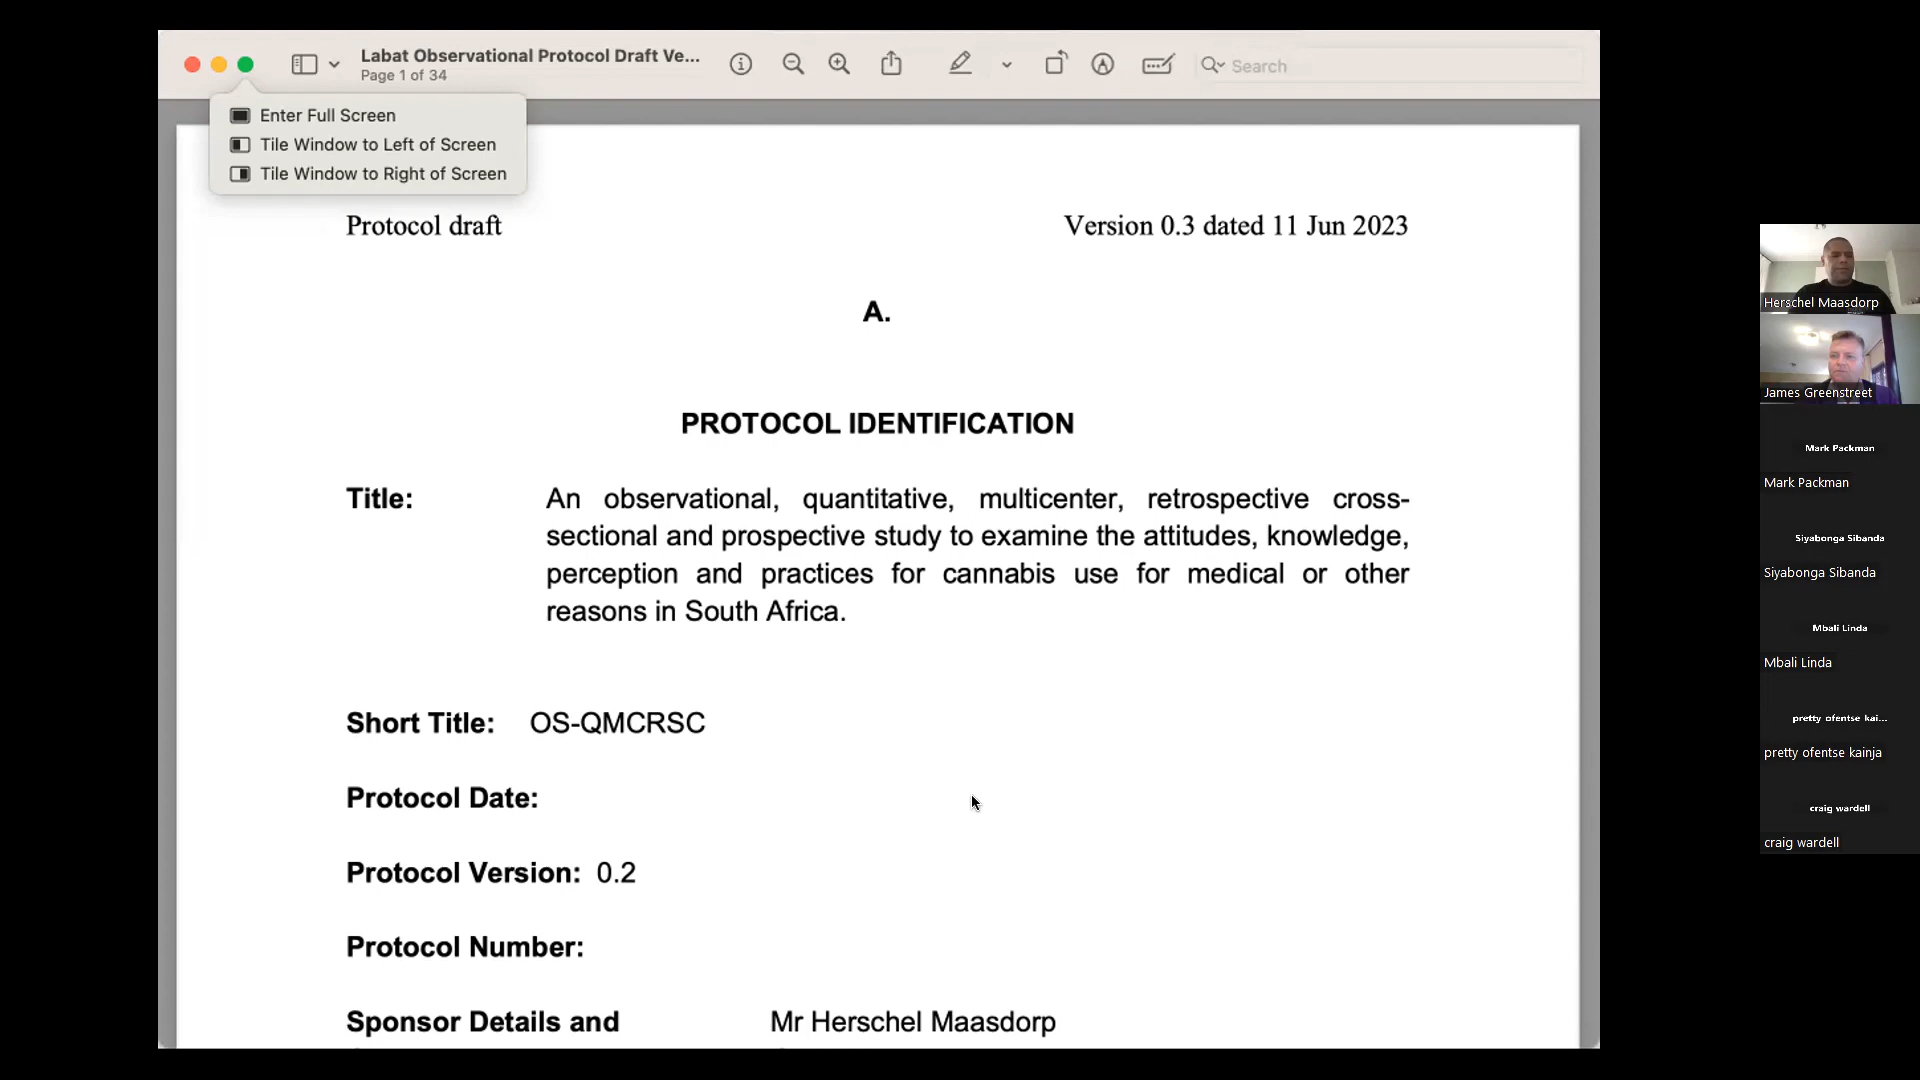 Labat Observational Protocol Draft Ve...
Page 1 of 34
Search
Enter Full Screen
Tile Window to Left of Screen
Tile Window to Right of Screen
Protocol draft
Version 0.3 dated 11 Jun 2023
A.
PROTOCOL IDENTIFICATION
Title:
An observational, quantitative, multicenter, retrospective cross-
sectional and prospective study to examine the attitudes, knowledge,
perception and practices for cannabis use for medical or other
reasons in South Africa.
Short Title: OS-QMCRSC
Protocol Date:
Protocol Version: 0.2
Protocol Number:
Sponsor Details and
Mr Herschel Maasdorp
Herschel Maasdorp
James Greenstreet
Mark Packman
Mark Packman
Siyabonga Sibanda
Siyabonga Sibanda
Mbali Linda
Mbali Linda
pretty ofentse kai...
pretty ofentse kainja
craig wardell
craig wardell